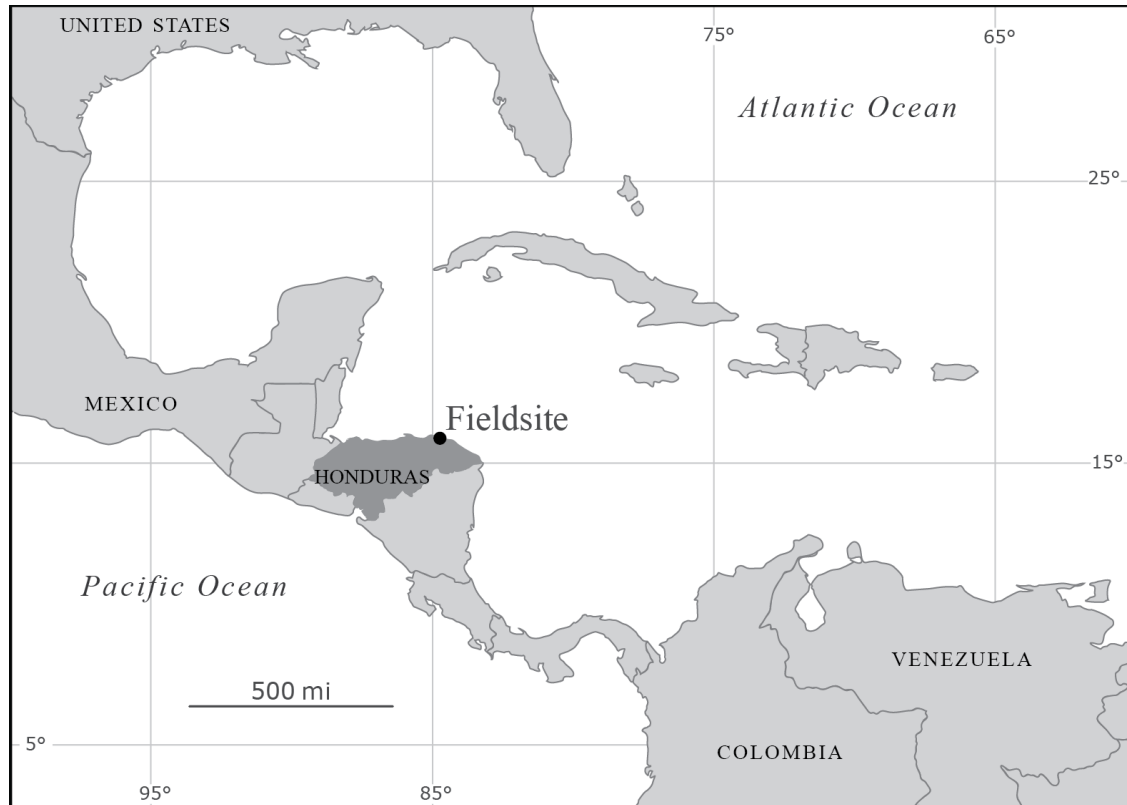 UNITED STATES
75°
65°
Atlantic Ocean
25°
MEXICO
Fieldsite
HONDURAS
15°
Pacific Ocean
500 mi
VENEZUELA
5°
COLOMBIA
95°
85°